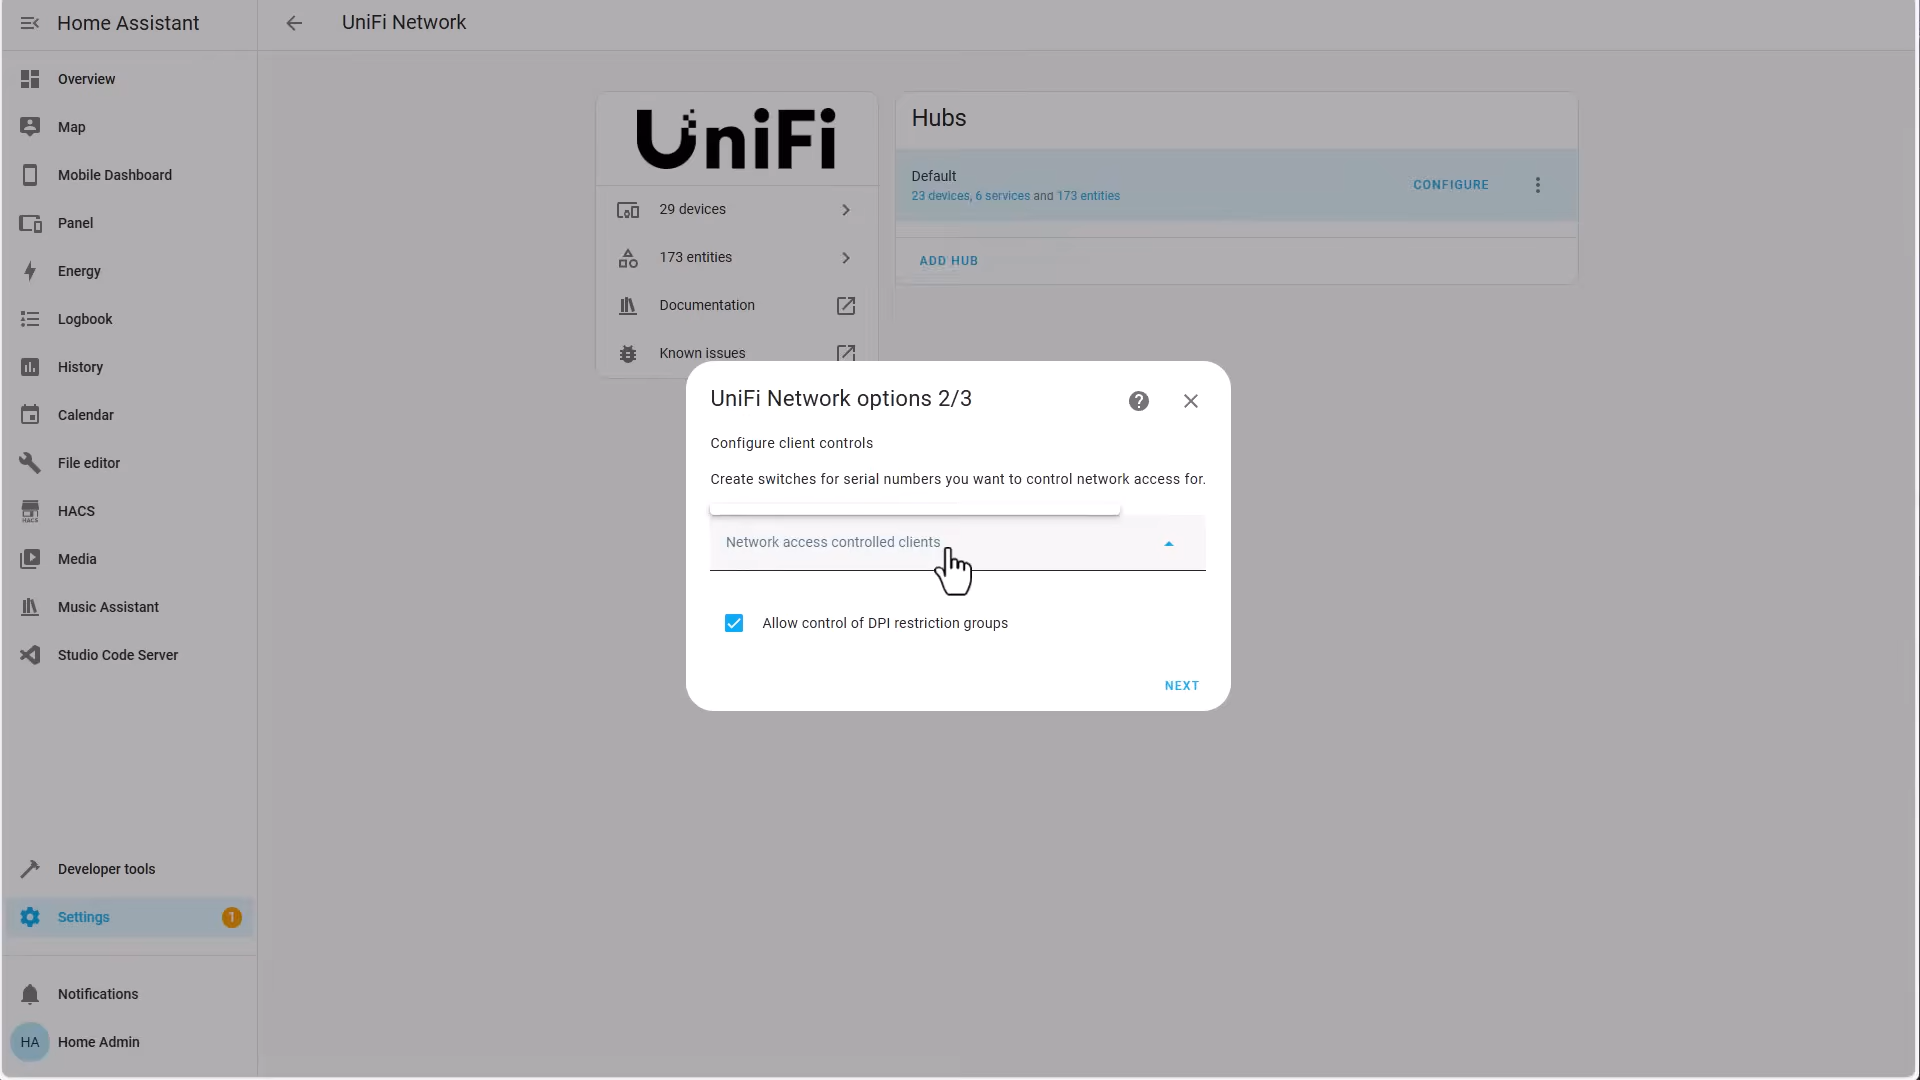 Home Assistant
UniFi Network
Overview
Map
Mobile Dashboard
Panel
Energy
Logbook
History
Calendar
File editor
HACS
HACS
Media
Music Assistant
Studio Code Server
Developer tools
Settings
1
Notifications
HA
Home Admin
UniFi
29 devices
173 entities
Documentation
Known issues
Hubs
Default
23 devices, 6 services and 173 entities
CONFIGURE
ADD HUB
UniFi Network options 2/3
Configure client controls
Create switches for serial numbers you want to control network access for.
Network access controlled clients
Allow control of DPI restriction groups
NEXT